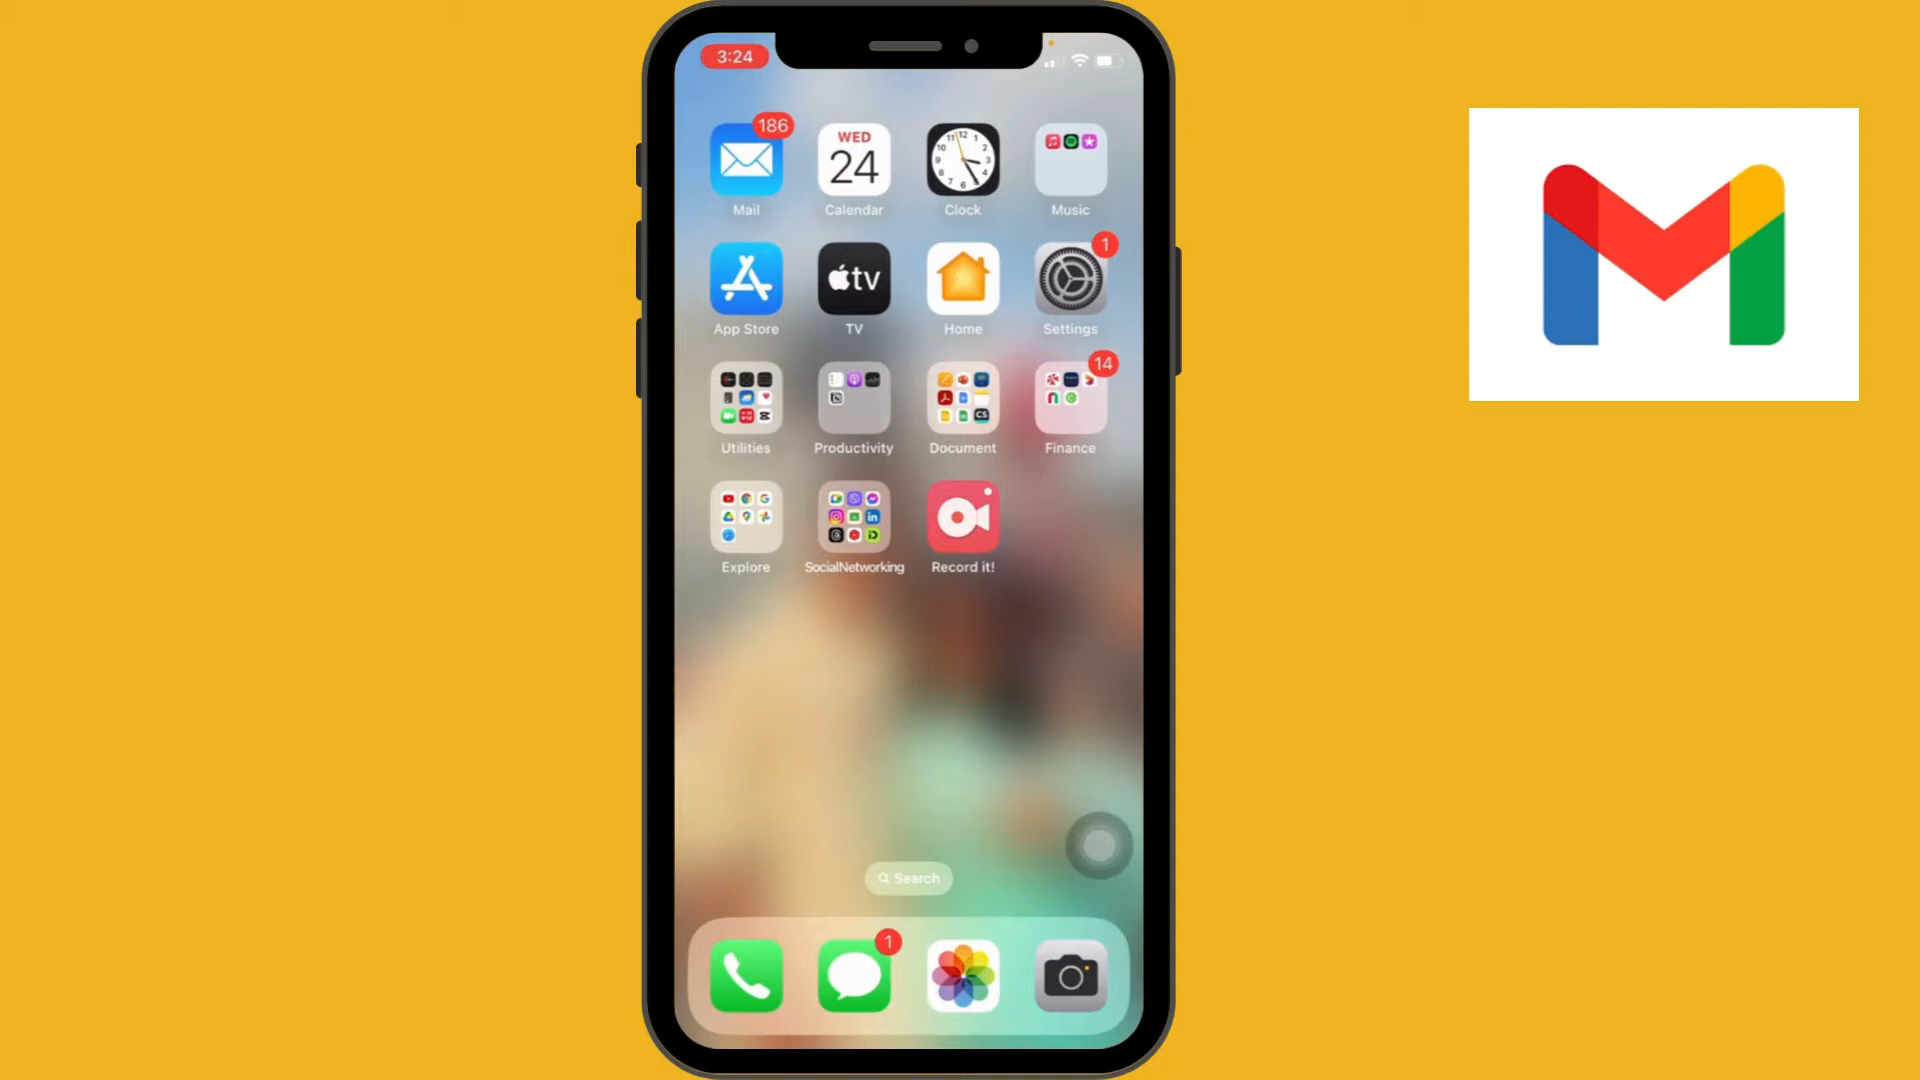 3:24
186
WED
24
Mail
Calendar
Clock
Music
tv
1
App Store
TV
Home
Settings
14
Utilities
Productivity
Document
Finance
Explore
SocialNetworking
Record it!
Search
1